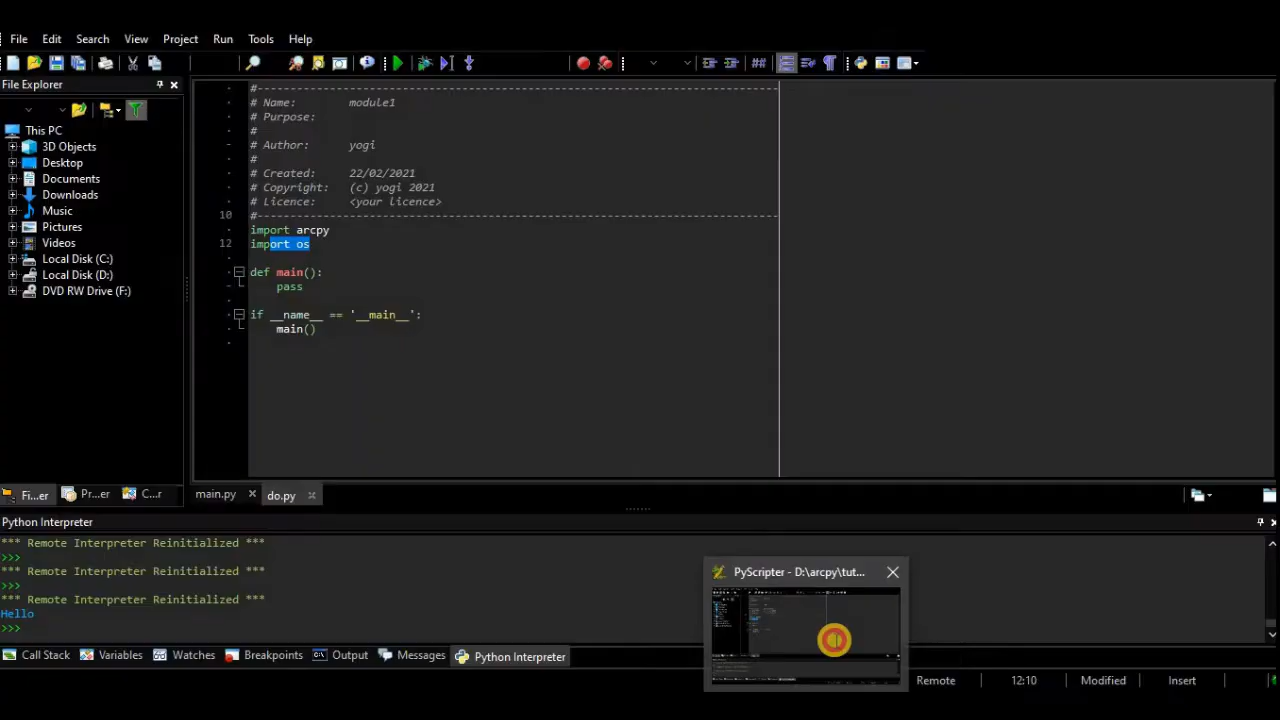 File Edit Search View Project Run Tools Help
File Explorer
This PC
3D Objects
Desktop
Documents
Downloads
Music
Pictures
Videos
Local Disk (C:)
Local Disk (D:)
DVD RW Drive (F:)
Fi...er Pr...er C...r
#--------------------------------------------------------------------------------
# Name: module1
# Purpose:
#
# Author: yogi
#
# Created: 22/02/2021
# Copyright: (c) yogi 2021
# Licence: <your licence>
10 #--------------------------------------------------------------------------------
import arcpy
12 import os
def main():
pass
if __name__ == '__main__':
main()
main.py do.py
Python Interpreter
*** Remote Interpreter Reinitialized ***
>>>
*** Remote Interpreter Reinitialized ***
>>>
*** Remote Interpreter Reinitialized ***
Hello
>>>
PyScripter - D:\arcpy\tut...
Call Stack Variables Watches Breakpoints Output Messages Python Interpreter
Remote 12:10 Modified Insert